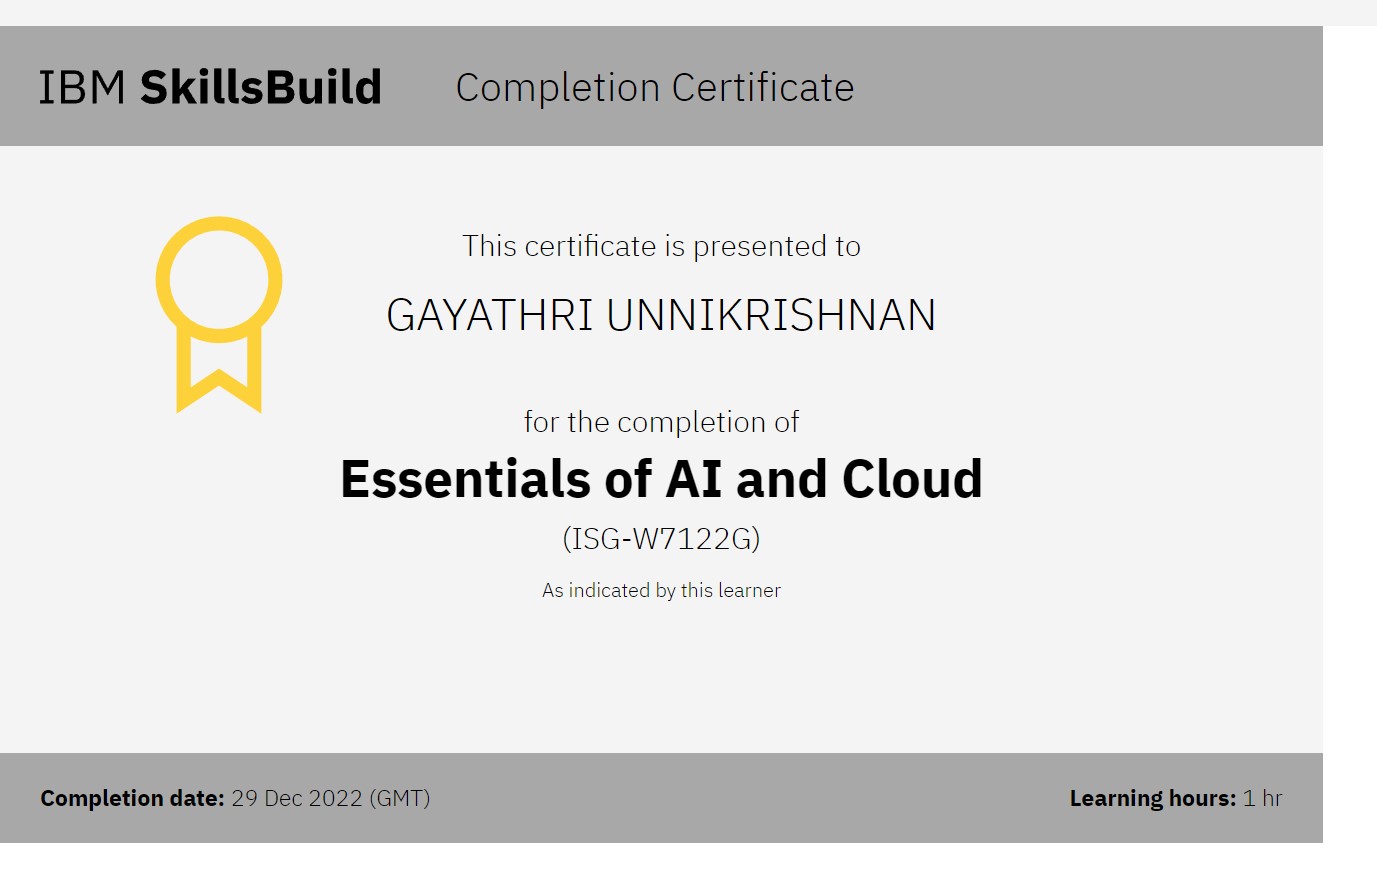 IBM SkillsBuild Completion Certificate
This certificate is presented to
GAYATHRI UNNIKRISHNAN
for the completion of
Essentials of AI and Cloud
(ISG-W7122G)
As indicated by this learner
Completion date: 29 Dec 2022 (GMT) Learning hours: 1 hr